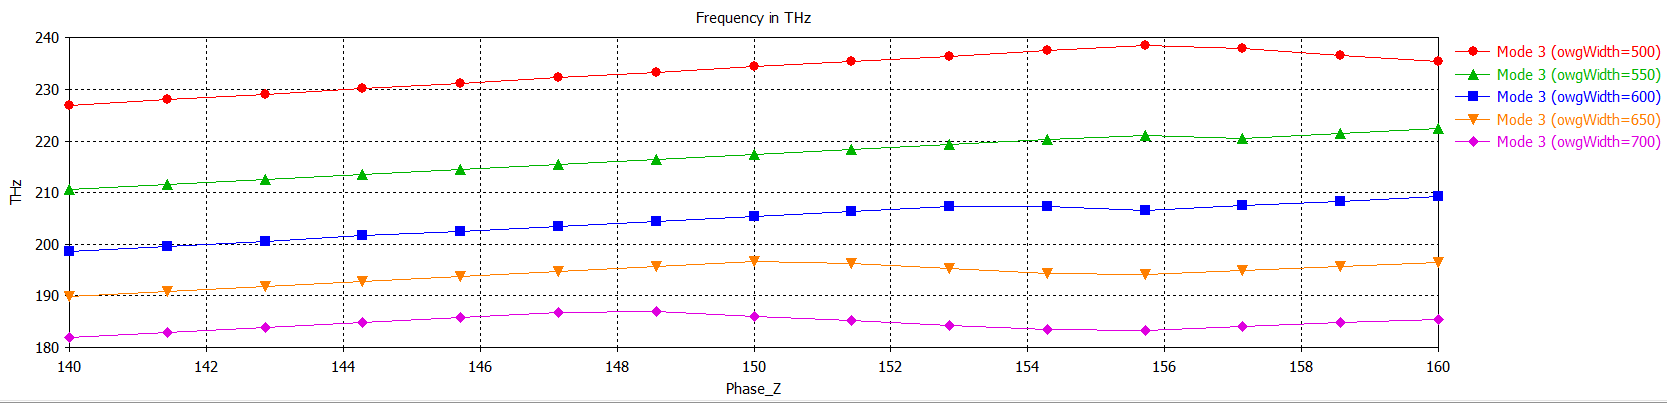 Frequency in THz
240
230
220
210
200
190
180
THz
140
142
144
146
148
150
152
154
156
158
160
Phase_Z
Mode 3 (owgWidth=500)
Mode 3 (owgWidth=550)
Mode 3 (owgWidth=600)
Mode 3 (owgWidth=650)
Mode 3 (owgWidth=700)